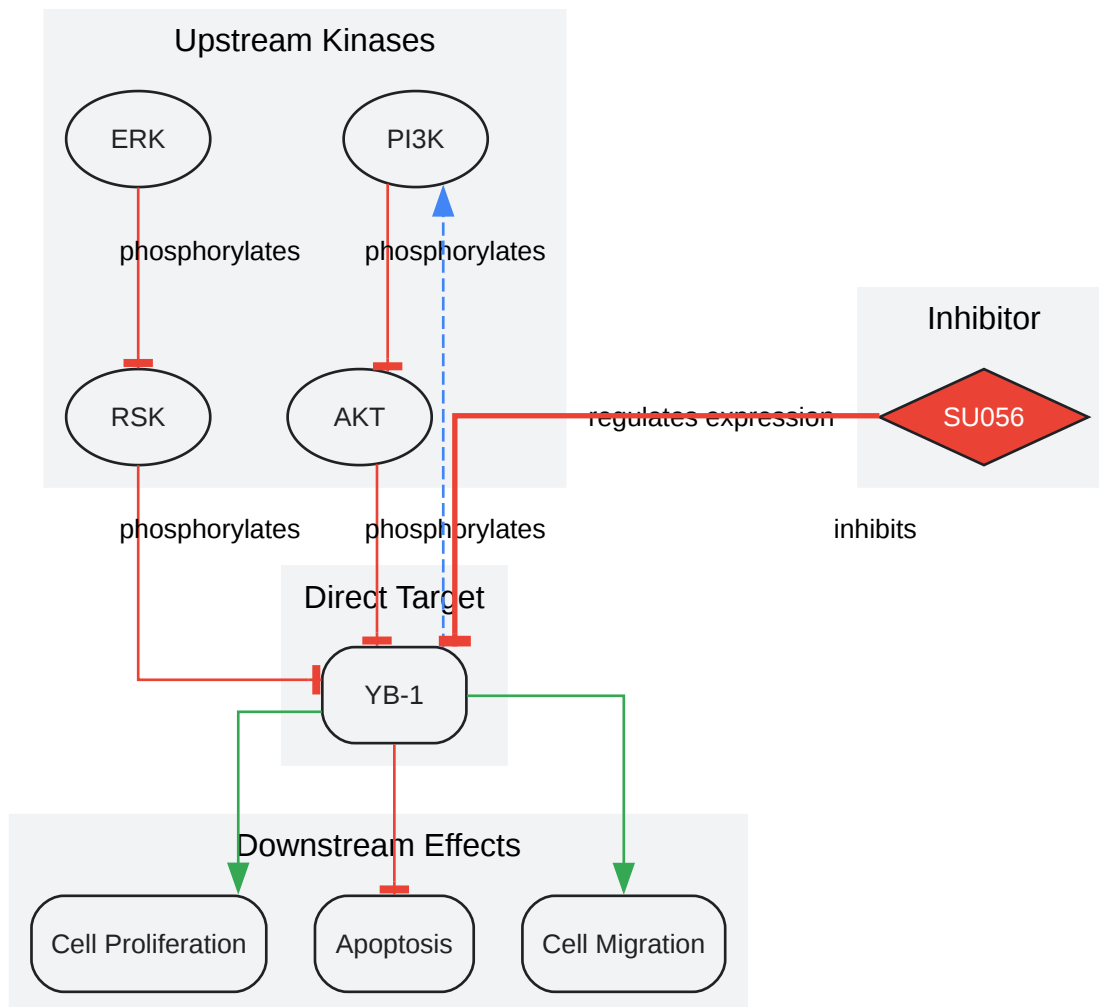 Upstream Kinases
ERK
PI3K
phosphorylates
phosphorylates
Inhibitor
RSK
AKT
regulates expression
SU056
phosphorylates
phosphorylates
inhibits
Direct Target
YB-1
Downstream Effects
Cell Proliferation
Apoptosis
Cell Migration